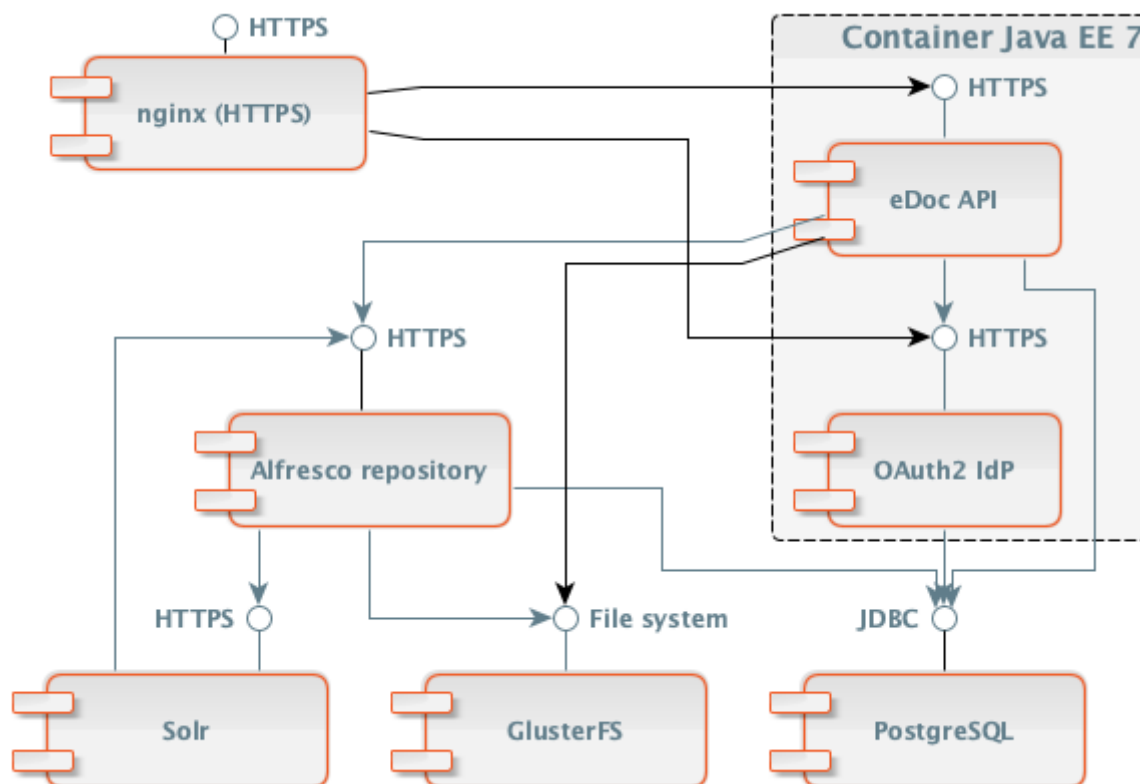 HTTPS
Container Java EE 7
nginx (HTTPS)
HTTPS
eDoc API
HTTPS
HTTPS
Alfresco repository
OAuth2 IdP
HTTPS
File system
JDBC
Solr
GlusterFS
PostgreSQL